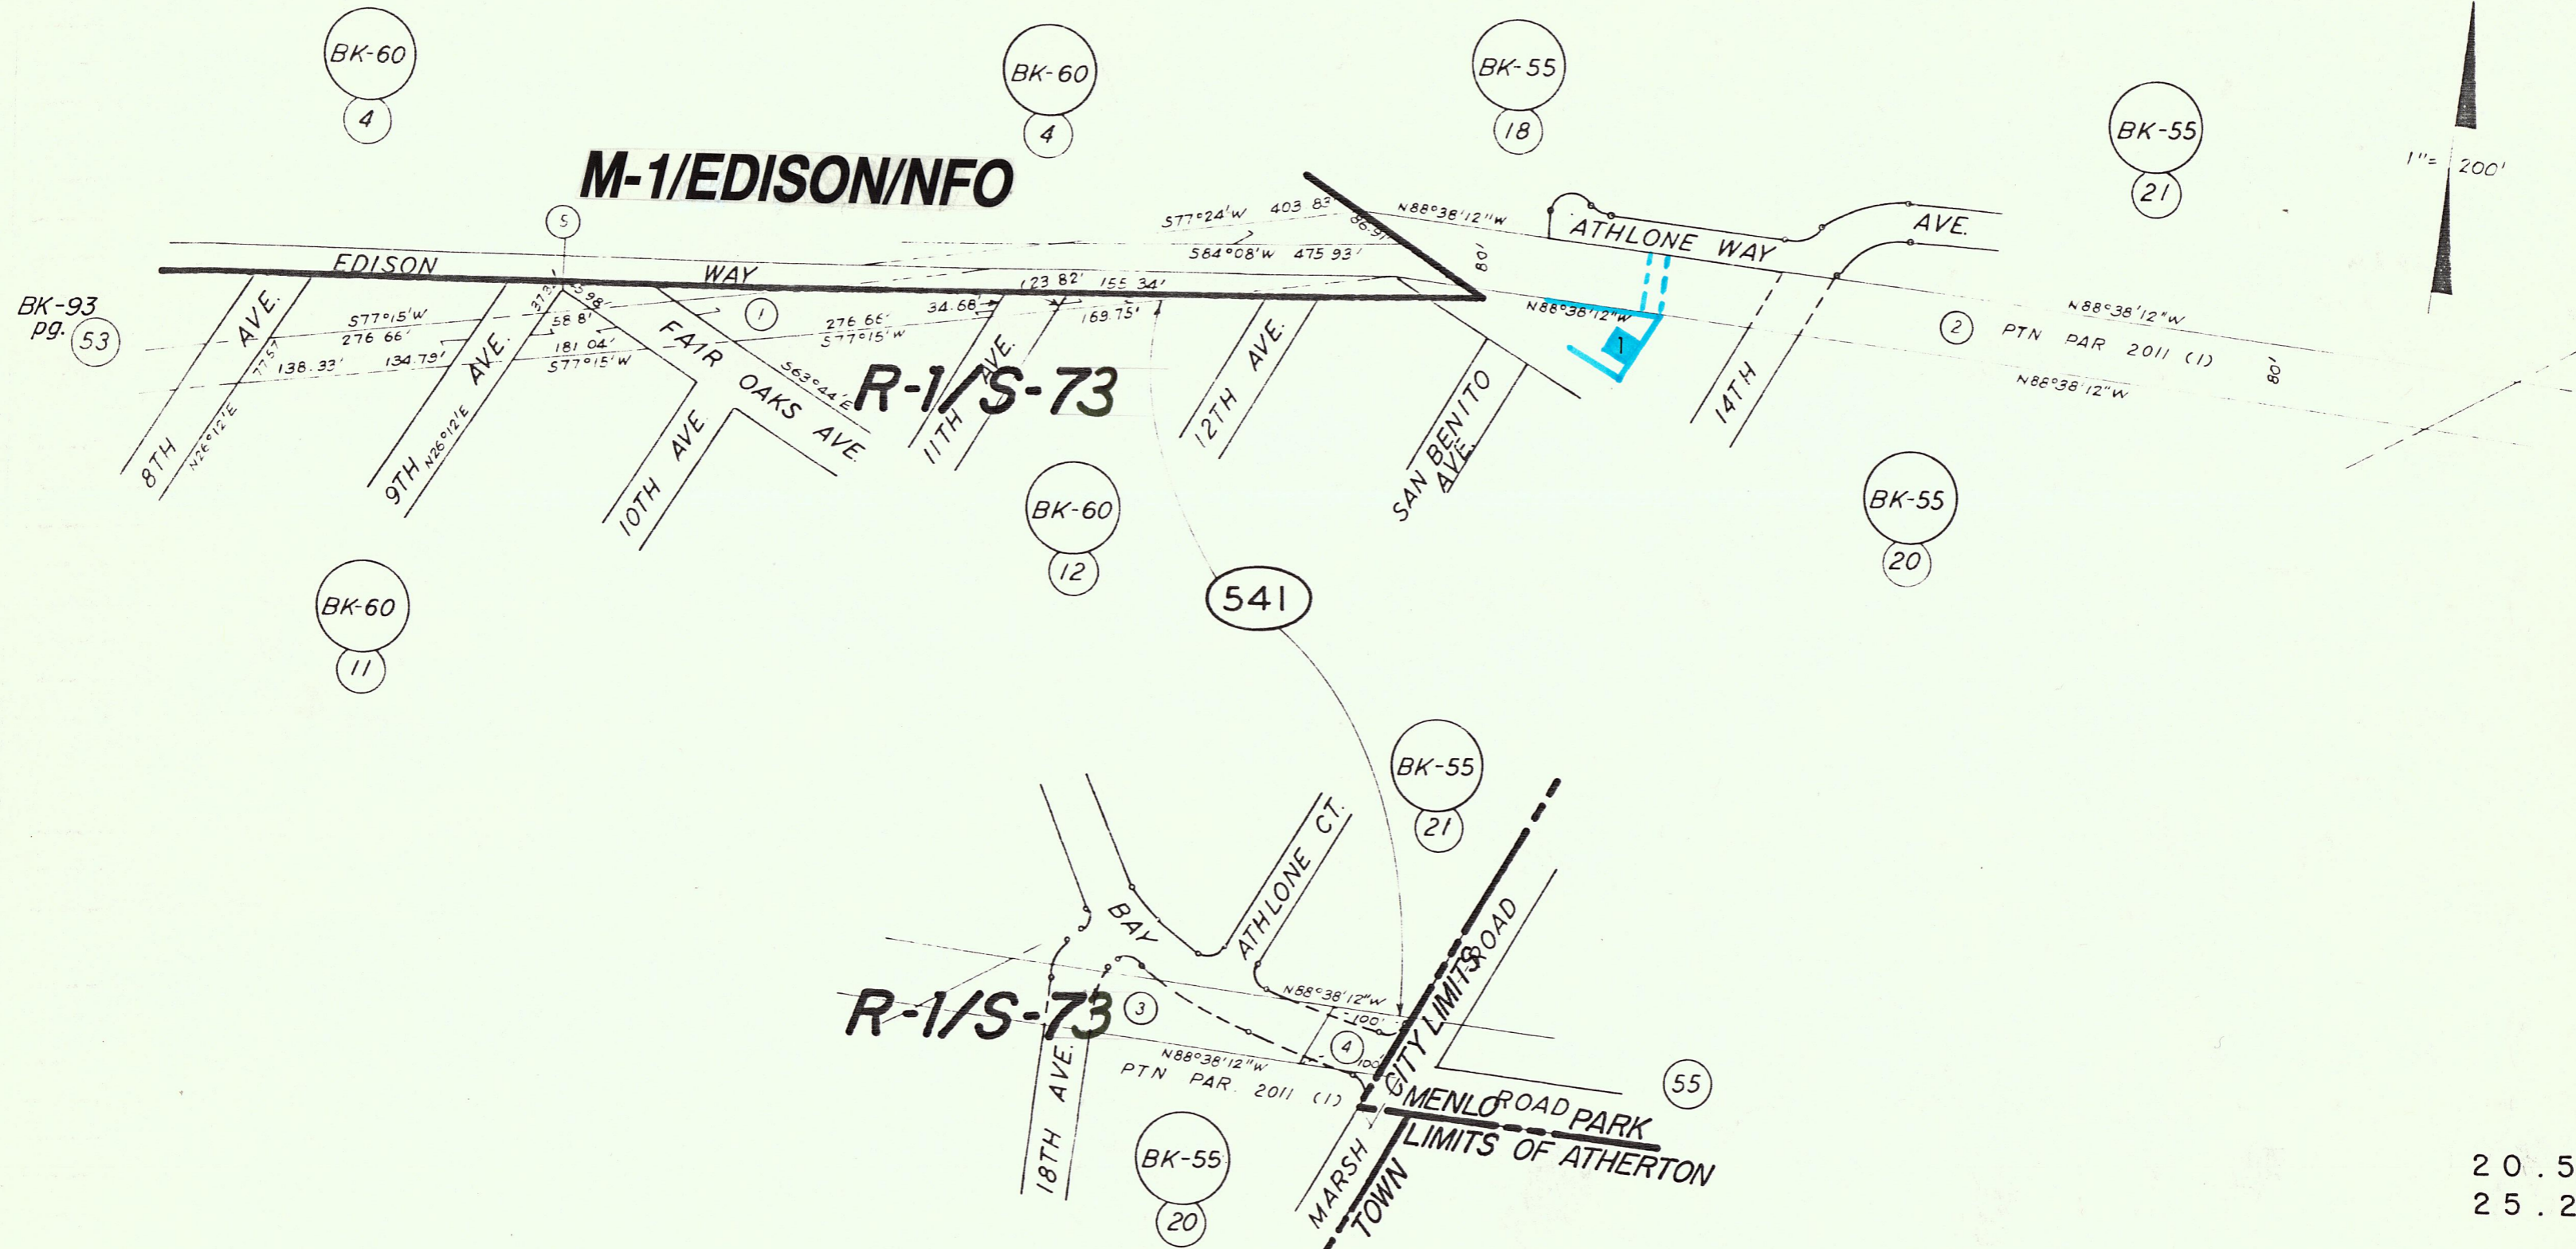 BK-60
4
BK-60
4
BK-55
18
BK-55
21
1"= 200'
M-1/EDISON/NFO
5
S77°24'W 403.83'
86.91'
N88°38'12"W
ATHLONE WAY
AVE.
S84°08'W 475.93'
80'
EDISON WAY
BK-93
pg. 53
8TH AVE.
N26°12'E
77.57'
S77°15'W
276.66'
138.33'
134.79'
9TH AVE.
N26°12'E
58.8'
181.04'
S77°15'W
1
FAIR OAKS AVE.
S63°44'E
10TH AVE.
276.66'
S77°15'W
34.68'
123.82'
155.34'
169.75'
11TH AVE.
R-1/S-73
12TH AVE.
SAN BENITO AVE.
N88°38'12"W
1
14TH
2
PTN PAR 2011 (1)
N88°38'12"W
N88°38'12"W
80'
BK-60
12
BK-55
20
541
BK-60
11
BK-55
21
BAY
ATHLONE CT.
ROAD
CITY LIMITS
N88°38'12"W
100'
3
4
100'
R-1/S-73
18TH AVE.
N88°38'12"W
PTN PAR. 2011 (1)
55
MENLO PARK
ROAD
LIMITS OF ATHERTON
MARSH
TOWN
BK-55
20
20.5
25.2